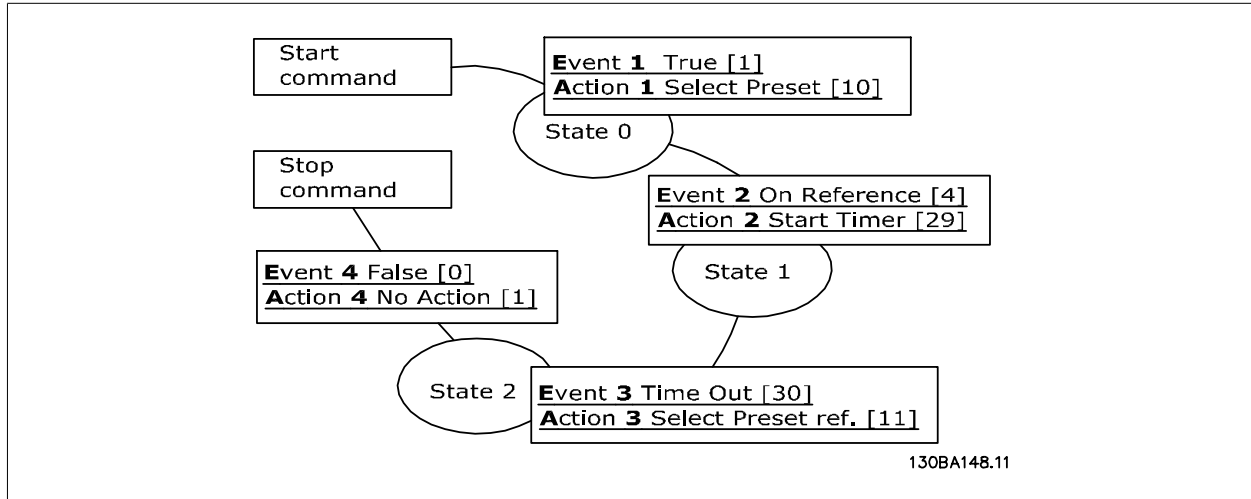 Start
command
Event 1 True [1]
Action 1 Select Preset [10]
State 0
Event 2 On Reference [4]
Action 2 Start Timer [29]
State 1
Event 3 Time Out [30]
Action 3 Select Preset ref. [11]
State 2
Event 4 False [0]
Action 4 No Action [1]
Stop
command
130BA148.11